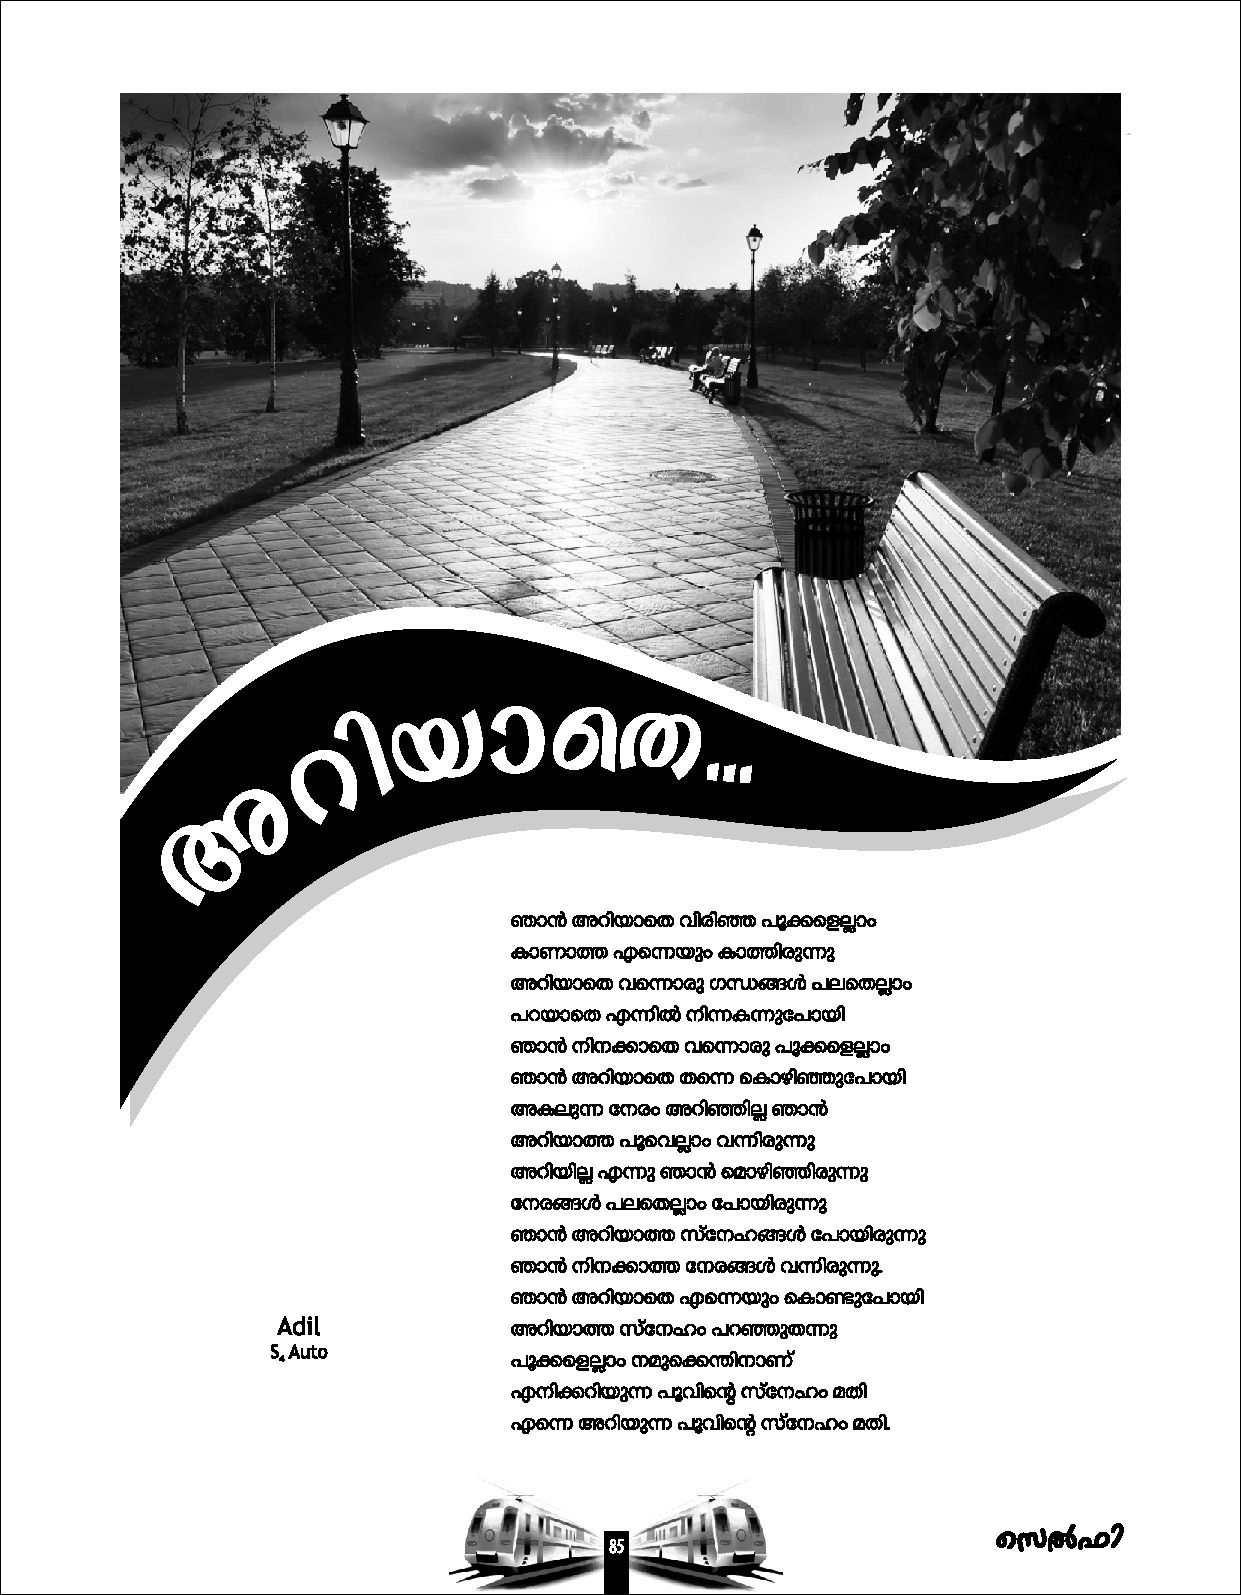 അറിയാതെ...
ഞാൻ അറിയാതെ വിരിഞ്ഞ പൂക്കളെല്ലാം
കാണാത്ത എന്നെയും കാത്തിരുന്നു
അറിയാതെ വന്നൊരു ഗന്ധങ്ങൾ പലതെല്ലാം
പറയാതെ എന്നിൽ നിന്നകന്നുപോയി
ഞാൻ നിനക്കാതെ വന്നൊരു പൂക്കളെല്ലാം
ഞാൻ അറിയാതെ തന്നെ കൊഴിഞ്ഞുപോയി
അകലുന്ന നേരം അറിഞ്ഞില്ല ഞാൻ
അറിയാത്ത പൂവെല്ലാം വന്നിരുന്നു
അറിയില്ല എന്നു ഞാൻ മൊഴിഞ്ഞിരുന്നു
നേരങ്ങൾ പലതെല്ലാം പോയിരുന്നു
ഞാൻ അറിയാത്ത സ്നേഹങ്ങൾ പോയിരുന്നു
ഞാൻ നിനക്കാത്ത നേരങ്ങൾ വന്നിരുന്നു.
ഞാൻ അറിയാതെ എന്നെയും കൊണ്ടുപോയി
അറിയാത്ത സ്നേഹം പറഞ്ഞുതന്നു
പൂക്കളെല്ലാം നമുക്കെന്തിനാണ്
എനിക്കറിയുന്ന പൂവിന്റെ സ്നേഹം മതി
എന്നെ അറിയുന്ന പൂവിന്റെ സ്നേഹം മതി.
Adil
S4 Auto
85
സെൽഫി